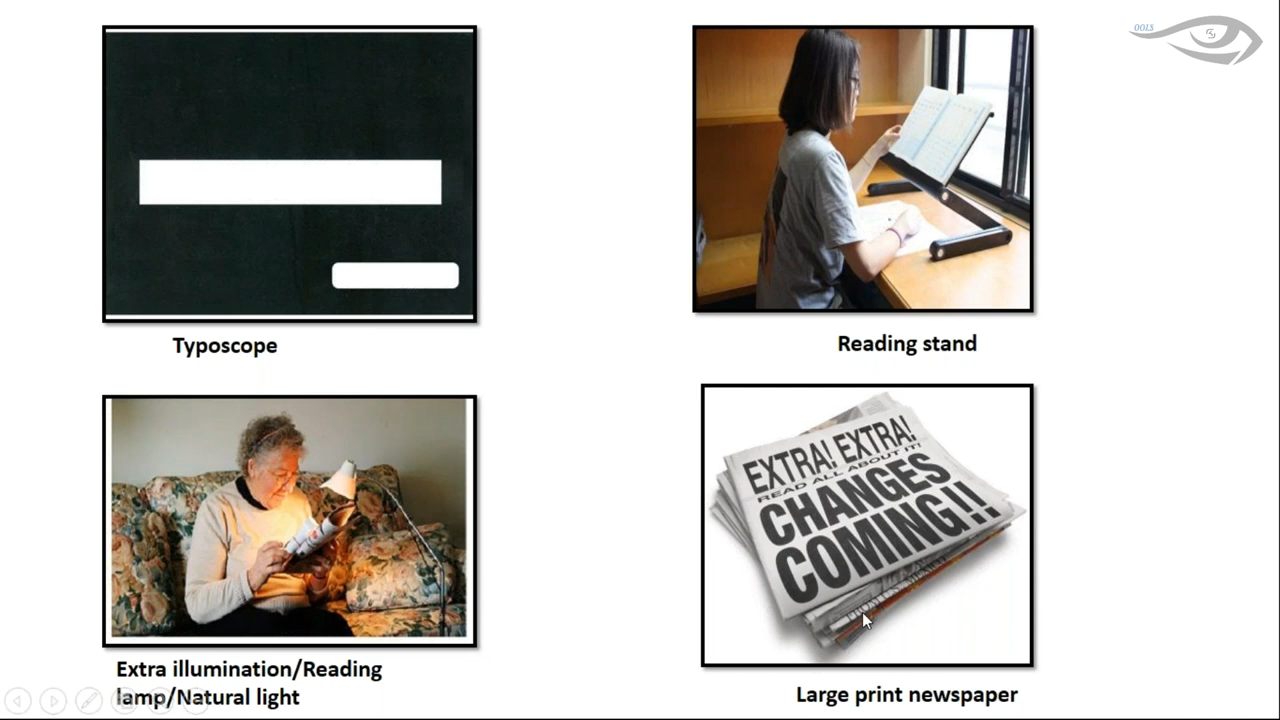 OOLS
Typoscope
Reading stand
EXTRA! EXTRA!
READ ALL ABOUT IT!
CHANGES
COMING!!
Extra illumination/Reading
lamp/Natural light
Large print newspaper